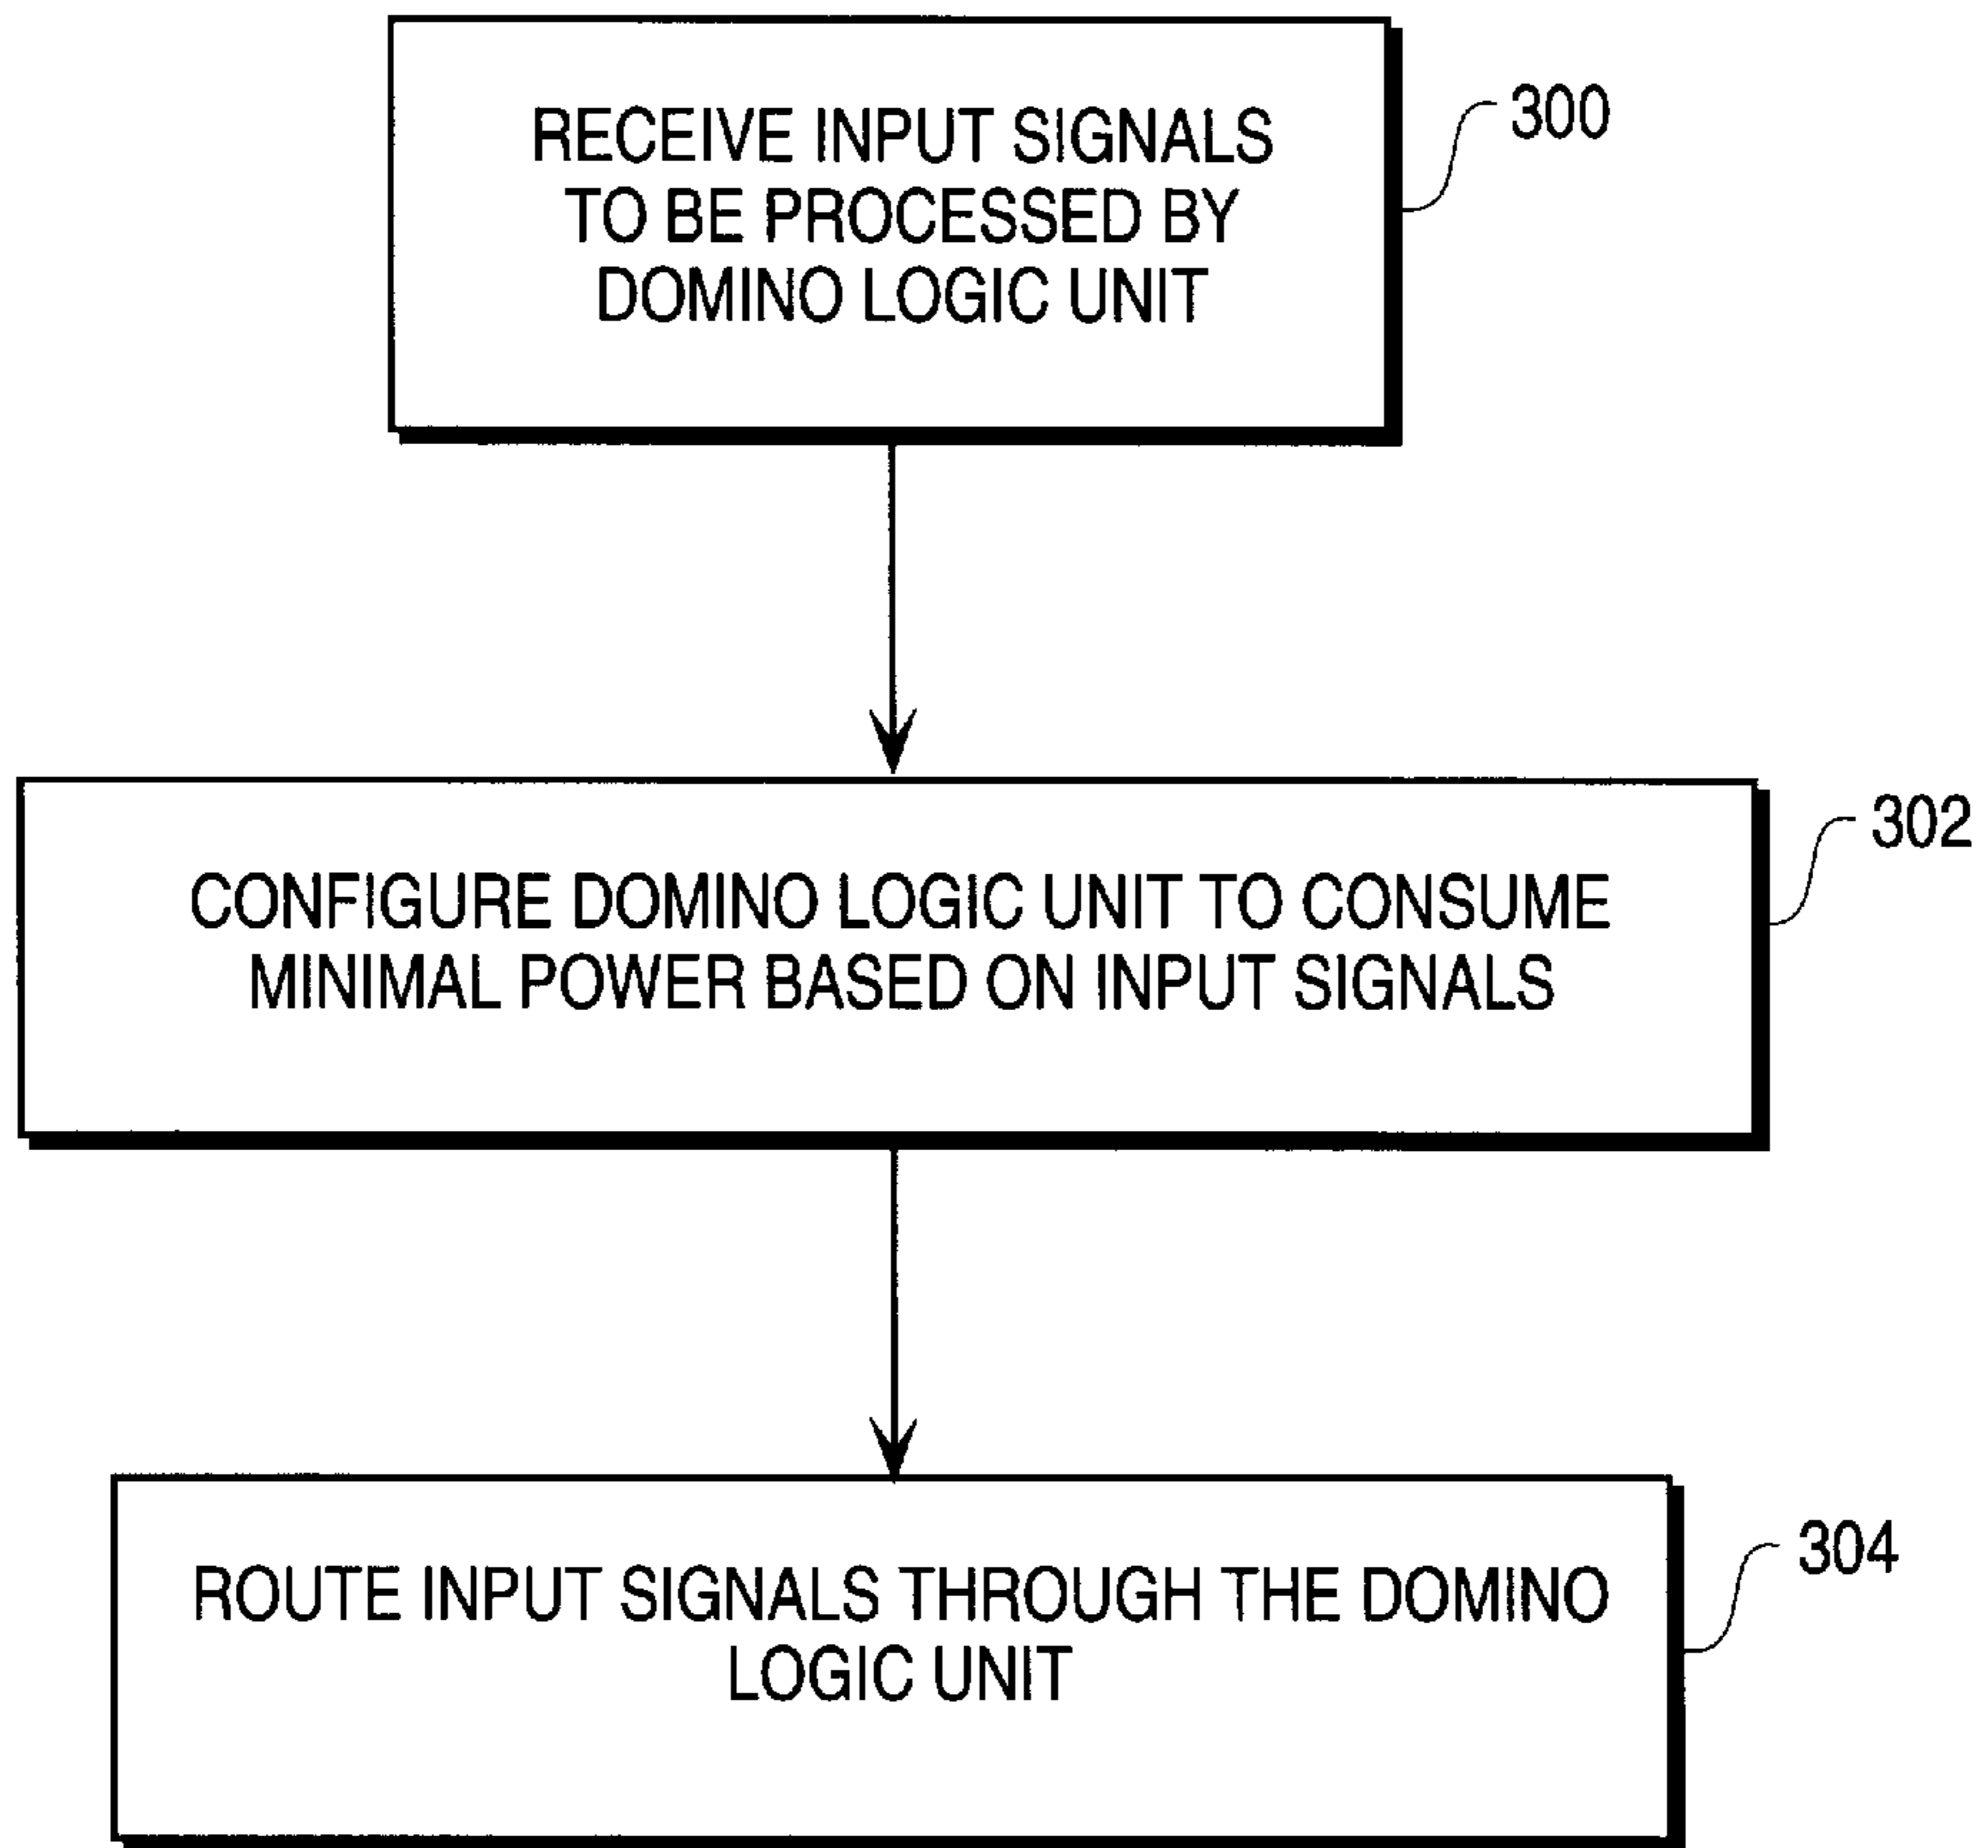 RECEIVE INPUT SIGNALS
TO BE PROCESSED BY
DOMINO LOGIC UNIT
300
CONFIGURE DOMINO LOGIC UNIT TO CONSUME
MINIMAL POWER BASED ON INPUT SIGNALS
302
ROUTE INPUT SIGNALS THROUGH THE DOMINO
LOGIC UNIT
304